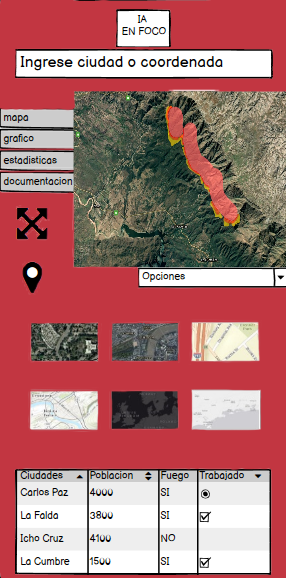 IA
EN FOCO
Ingrese ciudad o coordenada
mapa
grafico
estadisticas
documentacion
Opciones
Ciudades Poblacion Fuego Trabajado
Carlos Paz 4000 SI
La Falda 3800 SI
Icho Cruz 4100 NO
La Cumbre 1500 SI